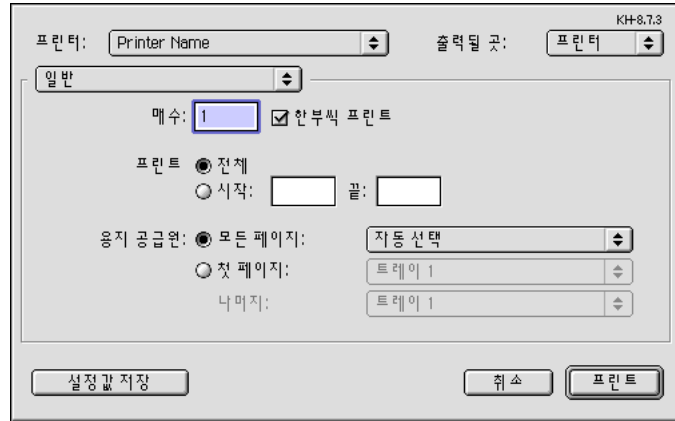 KH-8.7.3
프린터: Printer Name 출력될 곳: 프린터
일반
매수: 1 한부씩 프린트
프린트 전체
시작: 끝:
용지 공급원: 모든 페이지: 자동 선택
첫 페이지: 트레이 1
나머지: 트레이 1
설정값 저장 취소 프린트